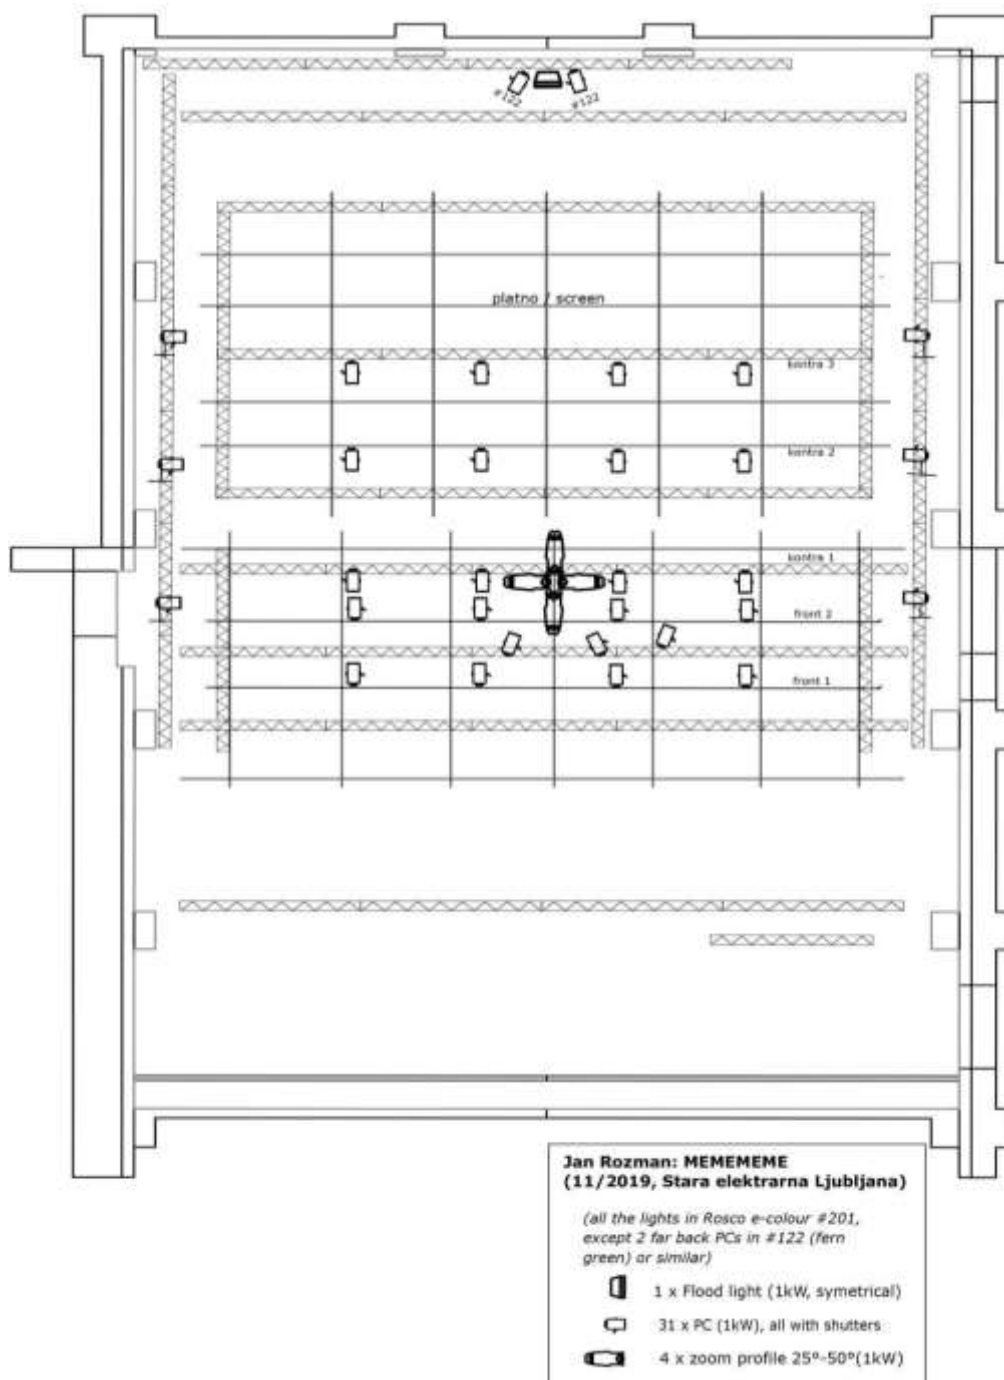 #122 #122
platno / screen
kontra 3
kontra 2
kontra 1
front 2
front 1
Jan Rozman: MEMEMEME
(11/2019, Stara elektrarna Ljubljana)
(all the lights in Rosco e-colour #201,
except 2 far back PCs in #122 (fern
green) or similar)
1 x Flood light (1kW, symetrical)
31 x PC (1kW), all with shutters
4 x zoom profile 25º-50º(1kW)